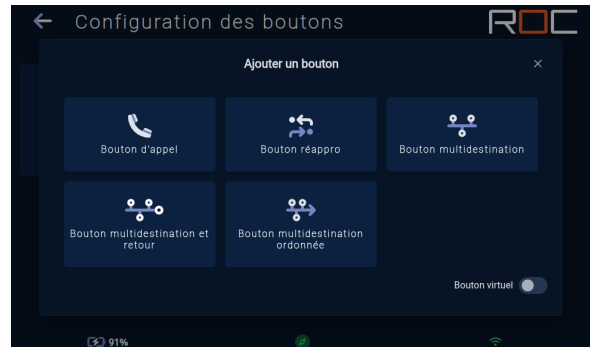 Configuration des boutons
ROC
Ajouter un bouton
Bouton d'appel
Bouton réappro
Bouton multidestination
Bouton multidestination et
retour
Bouton multidestination
ordonnée
Bouton virtuel
91%